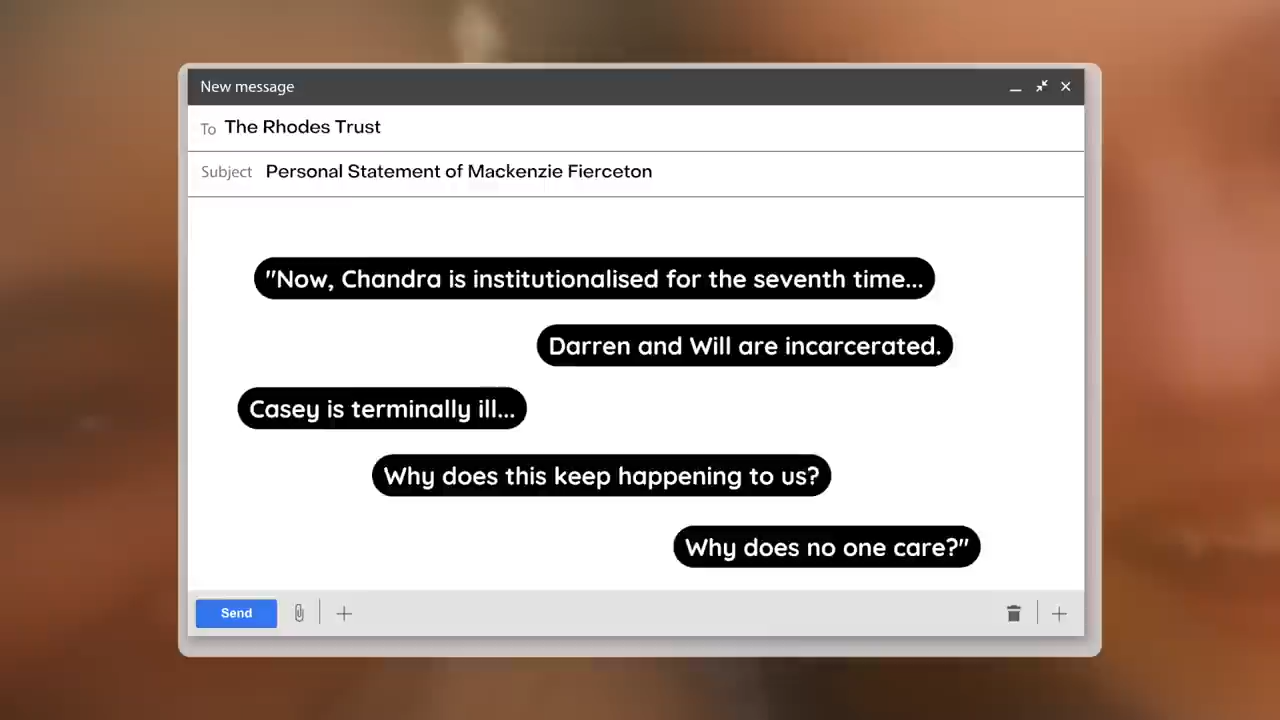 New message
To The Rhodes Trust
Subject Personal Statement of Mackenzie Fierceton
"Now, Chandra is institutionalised for the seventh time...
Darren and Will are incarcerated.
Casey is terminally ill...
Why does this keep happening to us?
Why does no one care?"
Send